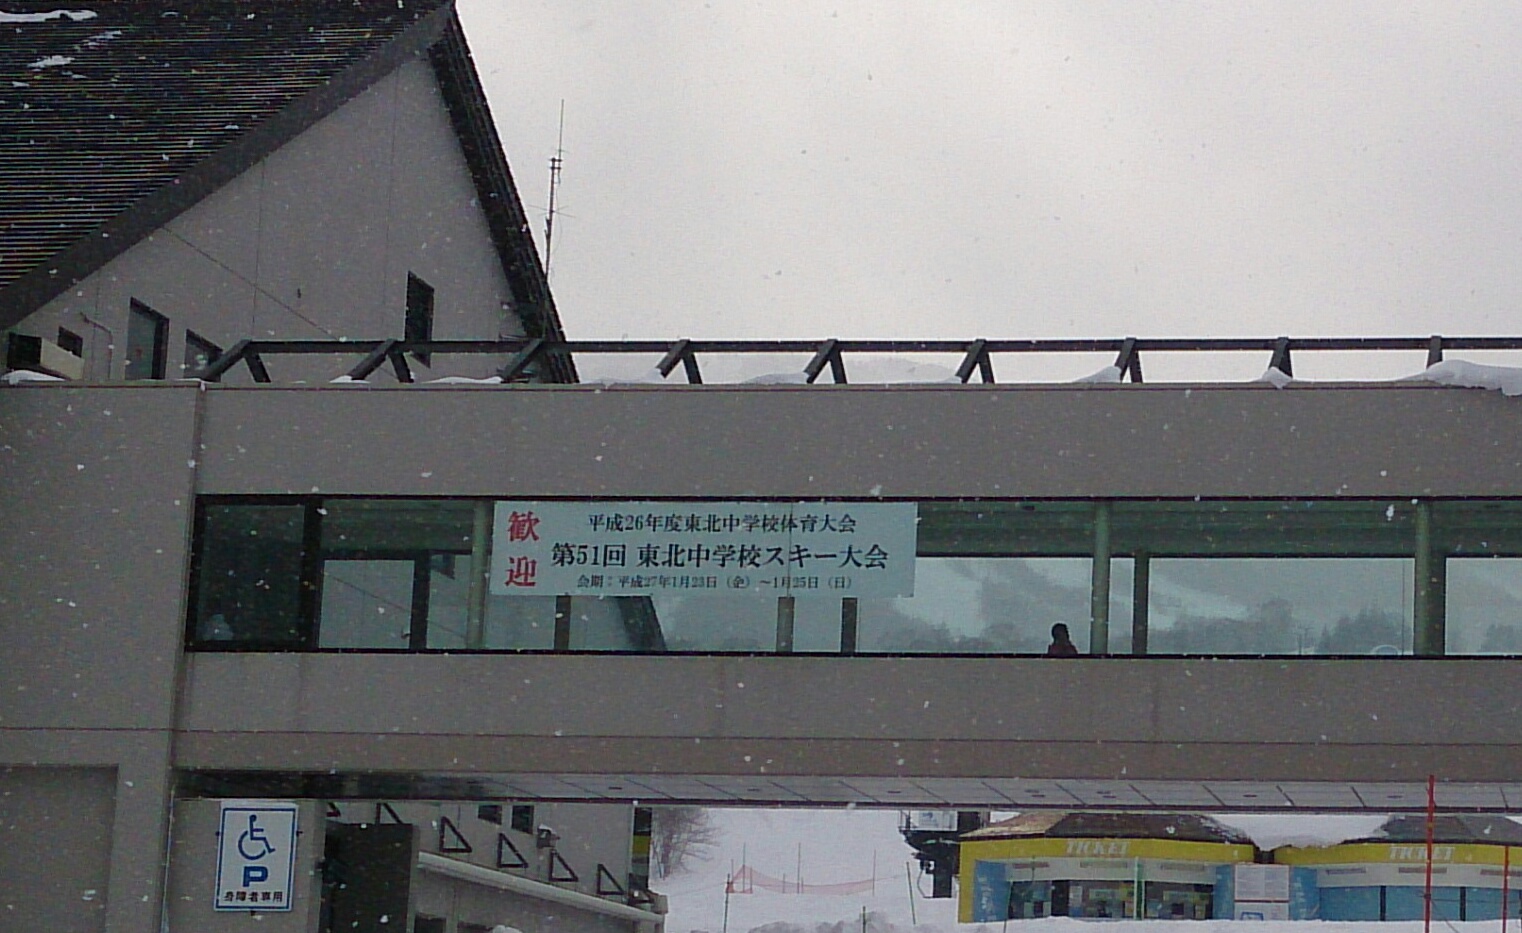 歓迎
平成26年度東北中学校体育大会
第51回 東北中学校スキー大会
会期：平成27年1月23日（金）～1月25日（日）
P
身障者専用
TICKET
TICKET